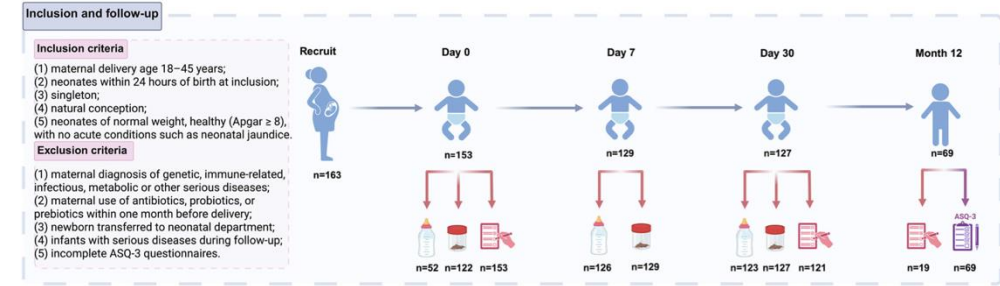 Inclusion and follow-up
Inclusion criteria
(1) maternal delivery age 18–45 years;
(2) neonates within 24 hours of birth at inclusion;
(3) singleton;
(4) natural conception;
(5) neonates of normal weight, healthy (Apgar ≥ 8),
with no acute conditions such as neonatal jaundice.
Exclusion criteria
(1) maternal diagnosis of genetic, immune-related,
infectious, metabolic or other serious diseases;
(2) maternal use of antibiotics, probiotics, or
prebiotics within one month before delivery;
(3) newborn transferred to neonatal department;
(4) infants with serious diseases during follow-up;
(5) incomplete ASQ-3 questionnaires.
Recruit
n=163
Day 0
n=153
n=52 n=122 n=153
Day 7
n=129
n=126 n=129
Day 30
n=127
n=123 n=127 n=121
Month 12
n=69
ASQ-3
n=19 n=69